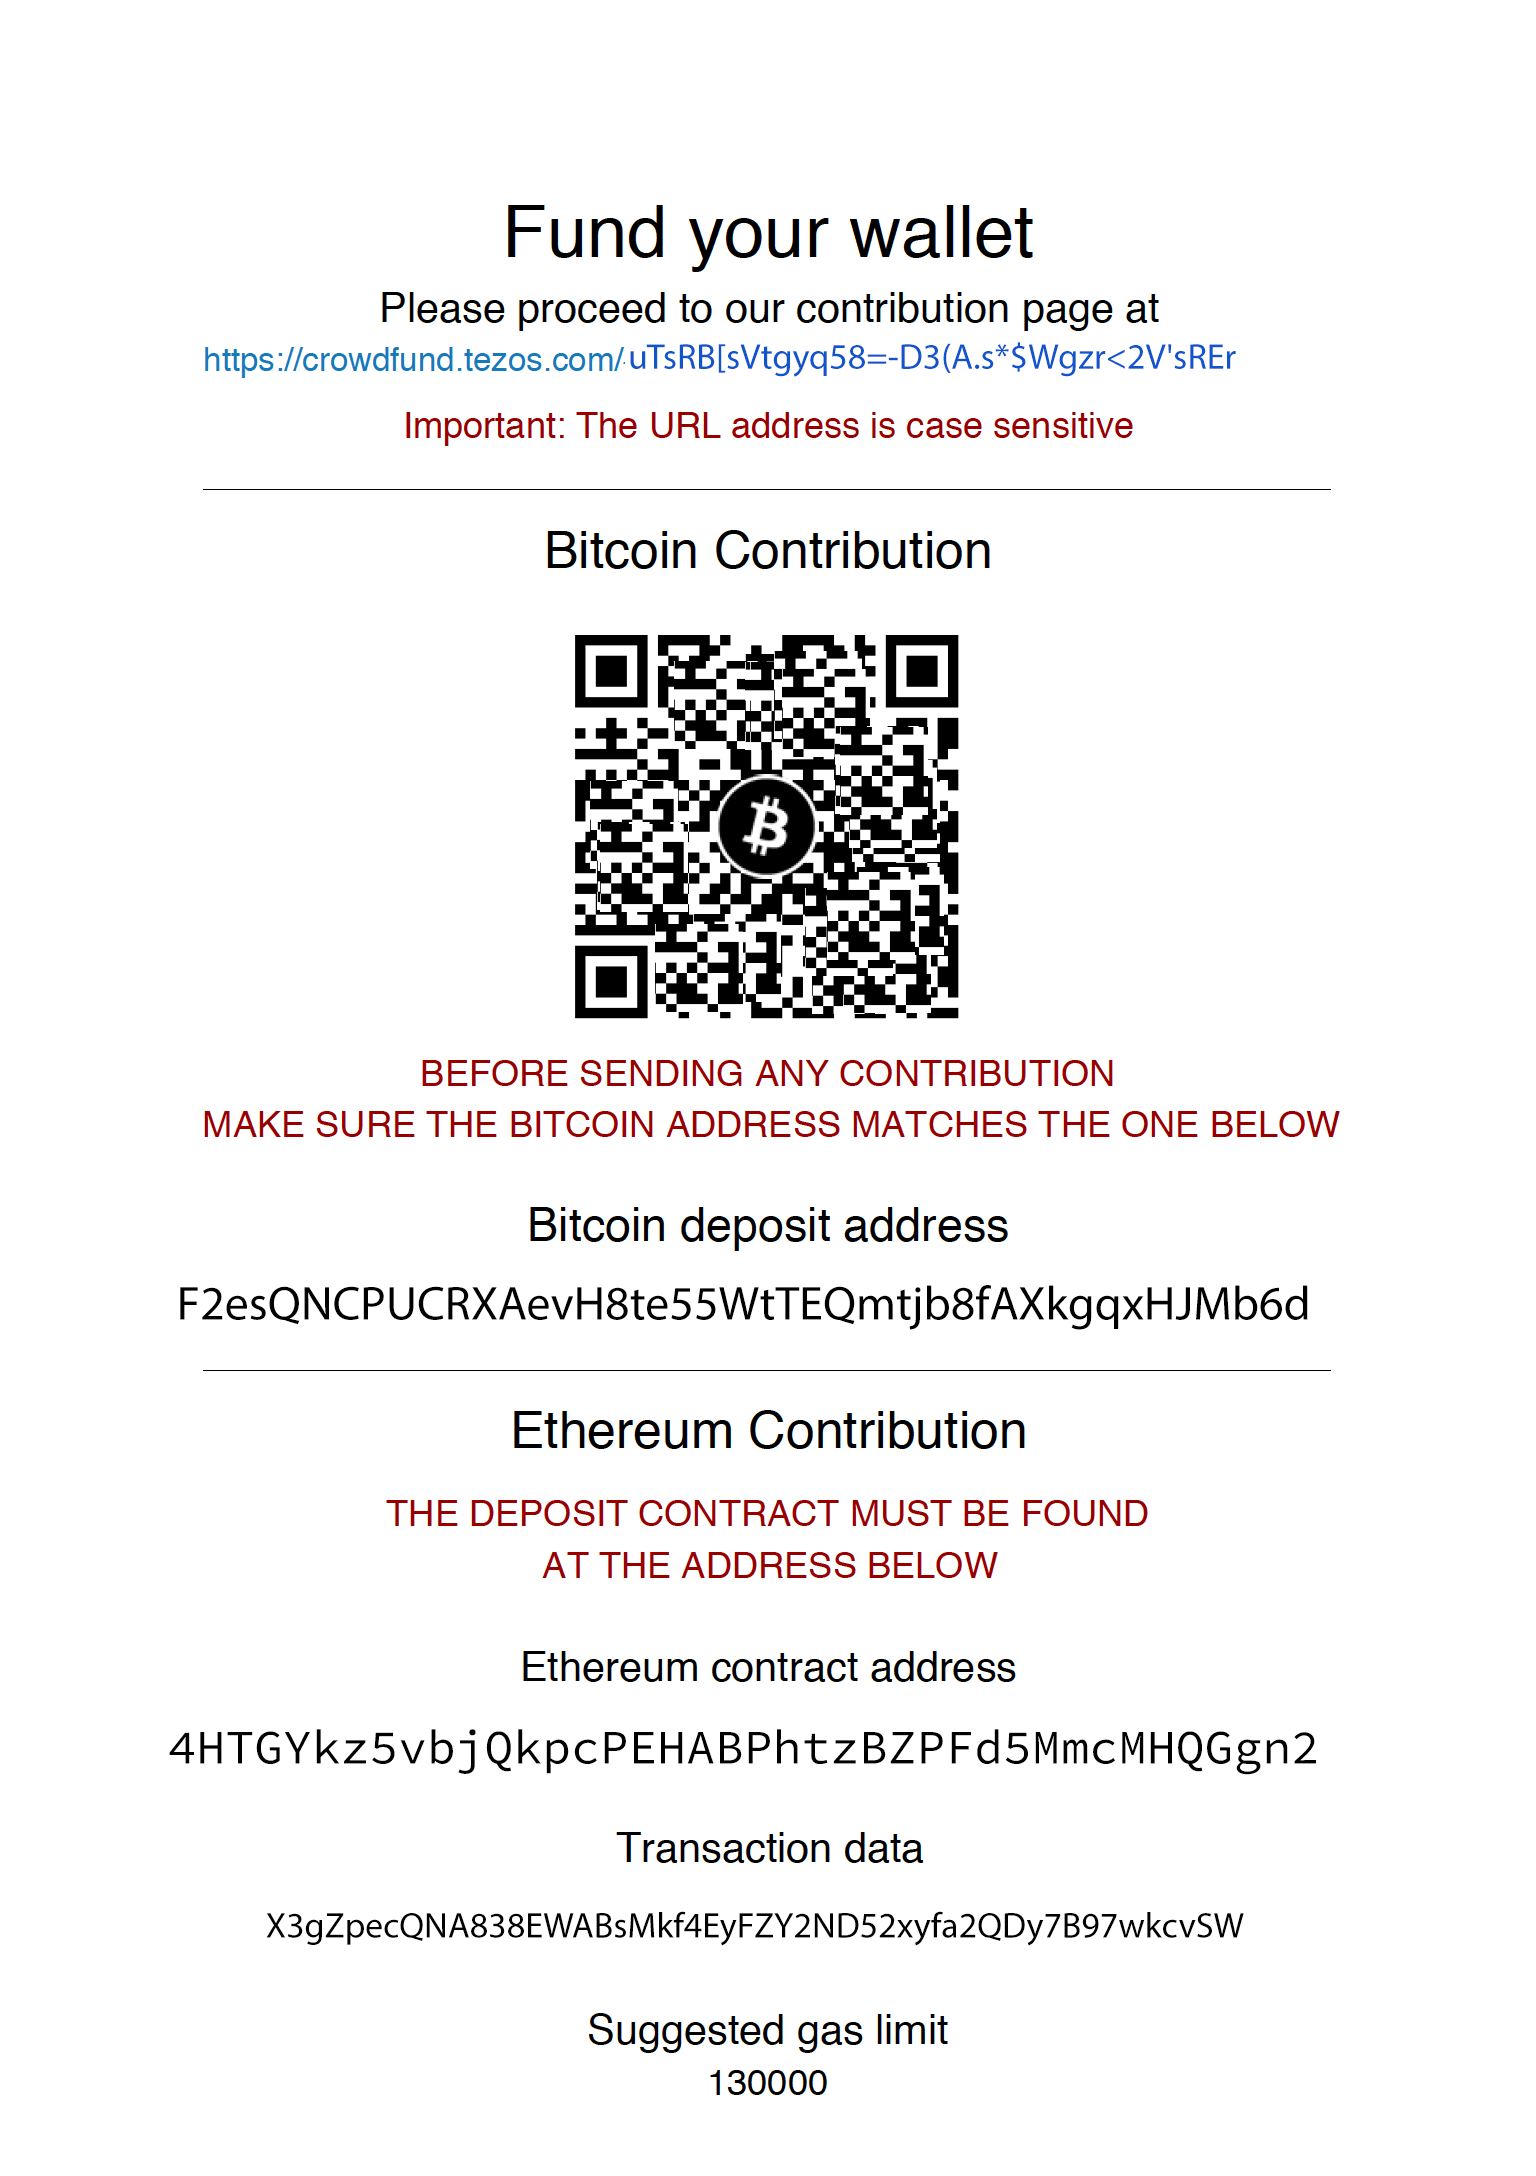 Fund your wallet
Please proceed to our contribution page at
https://crowdfund.tezos.com/uTsRB[sVtgyq58=-D3(A.s*$Wgzr<2V'sREr
Important: The URL address is case sensitive
Bitcoin Contribution
BEFORE SENDING ANY CONTRIBUTION
MAKE SURE THE BITCOIN ADDRESS MATCHES THE ONE BELOW
Bitcoin deposit address
F2esQNCPUCRXAevH8te55WtTEQmtjb8fAXkgqxHJMb6d
Ethereum Contribution
THE DEPOSIT CONTRACT MUST BE FOUND
AT THE ADDRESS BELOW
Ethereum contract address
4HTGYkz5vbjQkpcPEHABPhtzBZPFd5MmcMHQGgn2
Transaction data
X3gZpecQNA838EWABsMkf4EyFZY2ND52xyfa2QDy7B97wkcvSW
Suggested gas limit
130000